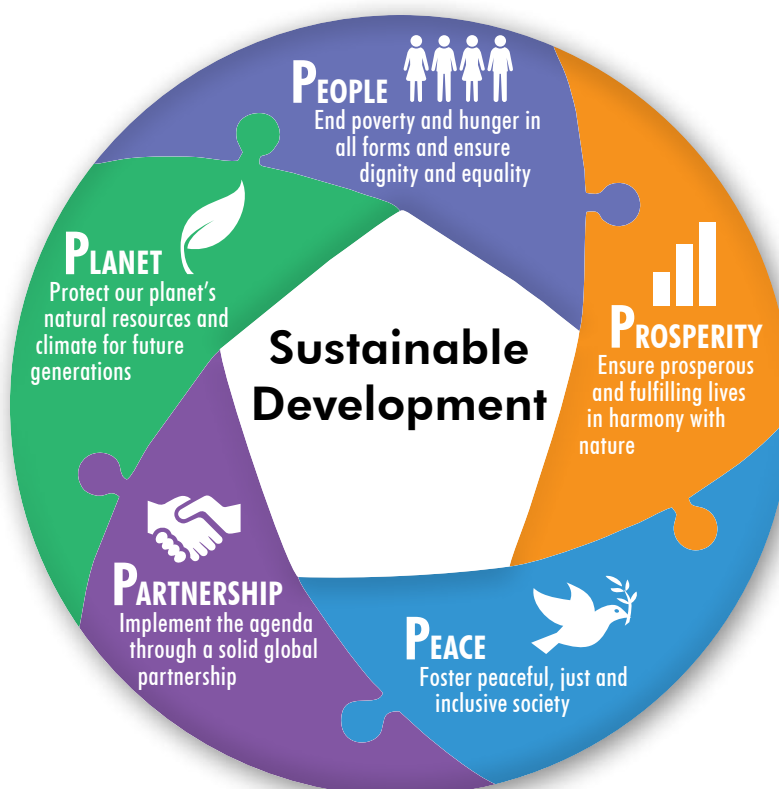 PEOPLE
End poverty and hunger in
all forms and ensure
dignity and equality
PROSPERITY
Ensure prosperous
and fulfilling lives
in harmony with
nature
PEACE
Foster peaceful, just and
inclusive society
PARTNERSHIP
Implement the agenda
through a solid global
partnership
PLANET
Protect our planet's
natural resources and
climate for future
generations
Sustainable
Development